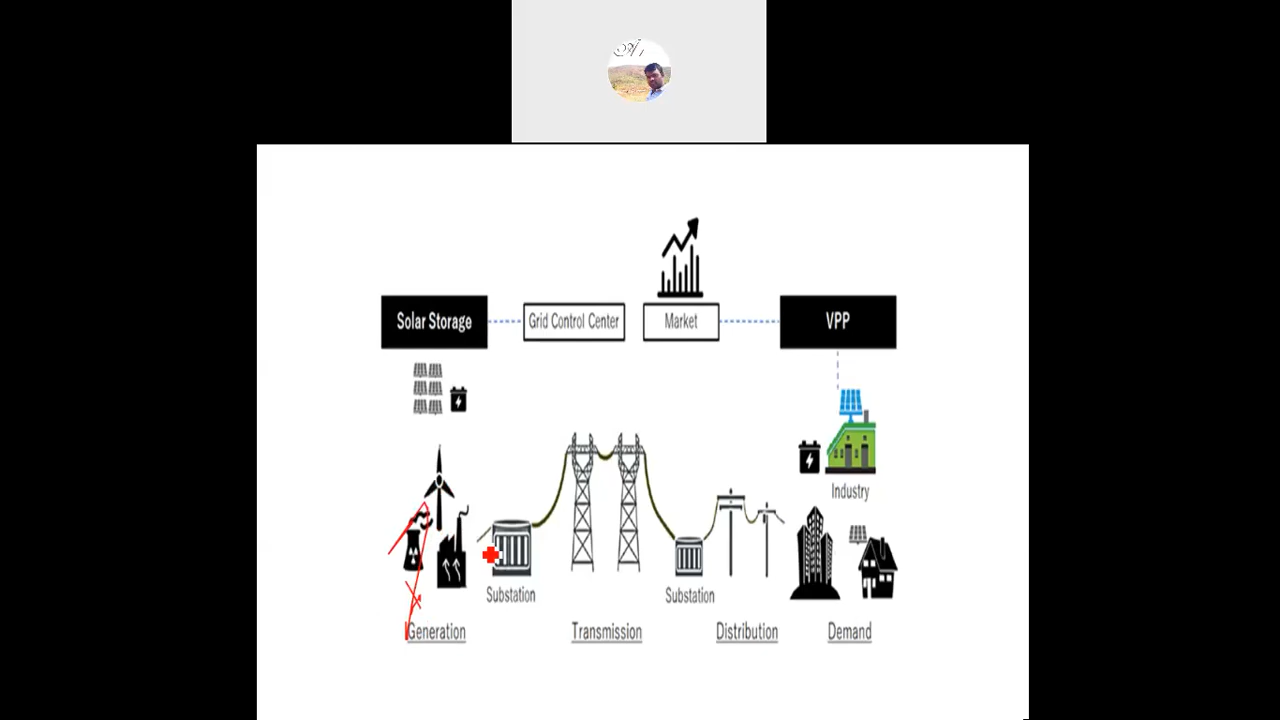 Solar Storage
Grid Control Center
Market
VPP
Industry
Substation
Substation
Generation
Transmission
Distribution
Demand